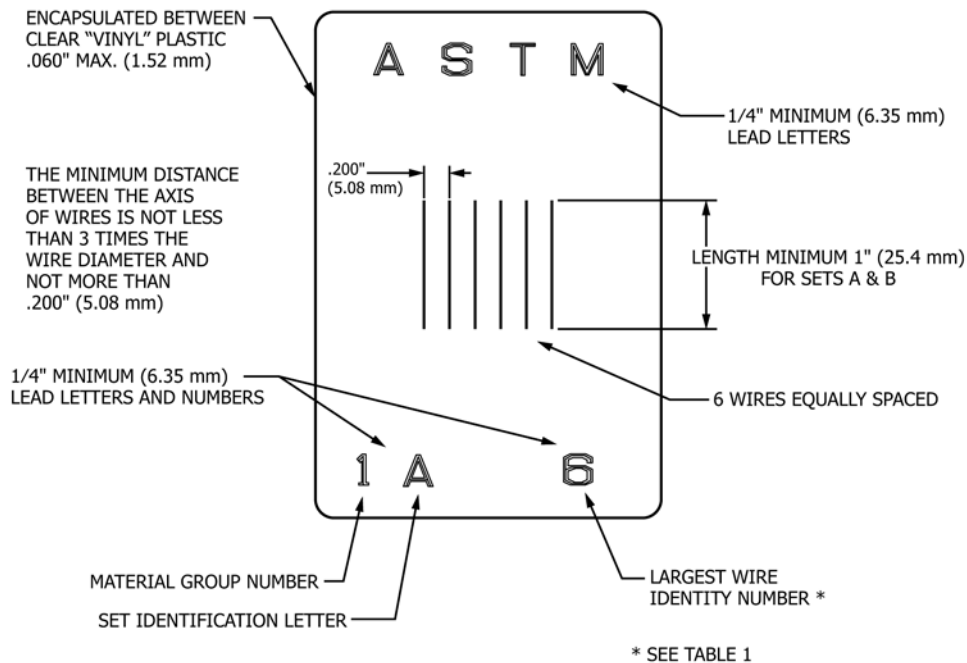 ENCAPSULATED BETWEEN
CLEAR “VINYL” PLASTIC
.060" MAX. (1.52 mm)
A S T M
1/4" MINIMUM (6.35 mm)
LEAD LETTERS
THE MINIMUM DISTANCE
BETWEEN THE AXIS
OF WIRES IS NOT LESS
THAN 3 TIMES THE
WIRE DIAMETER AND
NOT MORE THAN
.200" (5.08 mm)
.200"
(5.08 mm)
LENGTH MINIMUM 1" (25.4 mm)
FOR SETS A & B
1/4" MINIMUM (6.35 mm)
LEAD LETTERS AND NUMBERS
6 WIRES EQUALLY SPACED
1 A 6
MATERIAL GROUP NUMBER
SET IDENTIFICATION LETTER
LARGEST WIRE
IDENTITY NUMBER *
* SEE TABLE 1